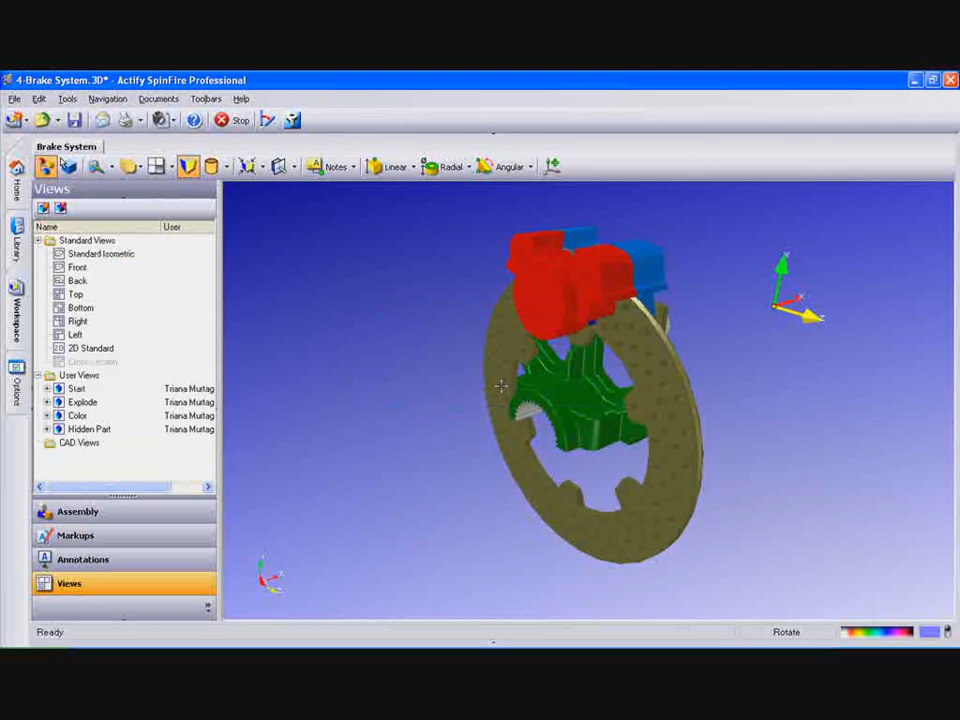 4-Brake System.3D* - Actify SpinFire Professional
File Edit Tools Navigation Documents Toolbars Help
Stop
Brake System
Notes Linear Radial Angular
Views
Name User
Standard Views
Standard Isometric
Front
Back
Top
Bottom
Right
Left
2D Standard
User Views
Start Triana Murtag
Explode Triana Murtag
Color Triana Murtag
Hidden Part Triana Murtag
CAD Views
Assembly
Markups
Annotations
Views
Home
Library
Workspace
Options
Y
X
Z
X
Ready Rotate